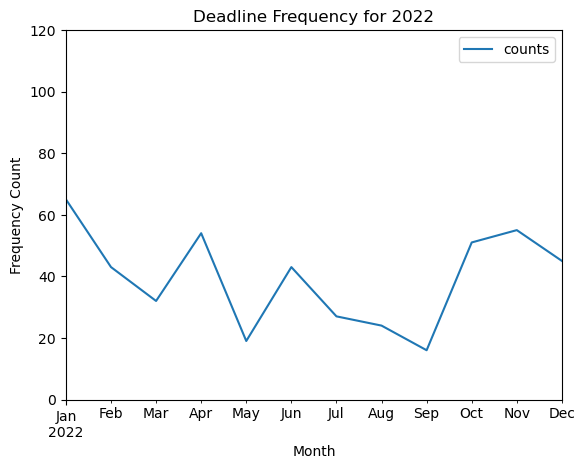 Deadline Frequency for 2022
120
counts
100
80
60
40
20
0
Frequency Count
Jan Feb Mar Apr May Jun Jul Aug Sep Oct Nov Dec
2022
Month